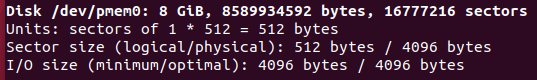 Disk /dev/pmem0: 8 GiB, 8589934592 bytes, 16777216 sectors
Units: sectors of 1 * 512 = 512 bytes
Sector size (logical/physical): 512 bytes / 4096 bytes
I/O size (minimum/optimal): 4096 bytes / 4096 bytes